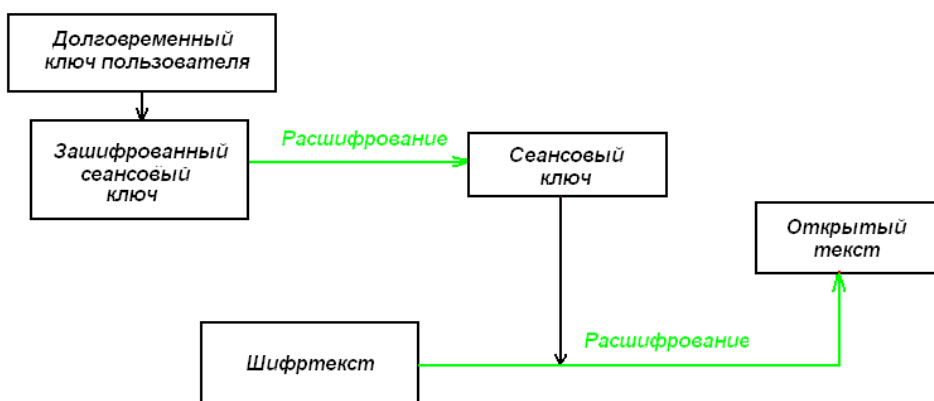 Долговременный
ключ пользователя
Зашифрованный
сеансовый
ключ
Расшифрование
Сеансовый
ключ
Открытый
текст
Шифртекст
Расшифрование